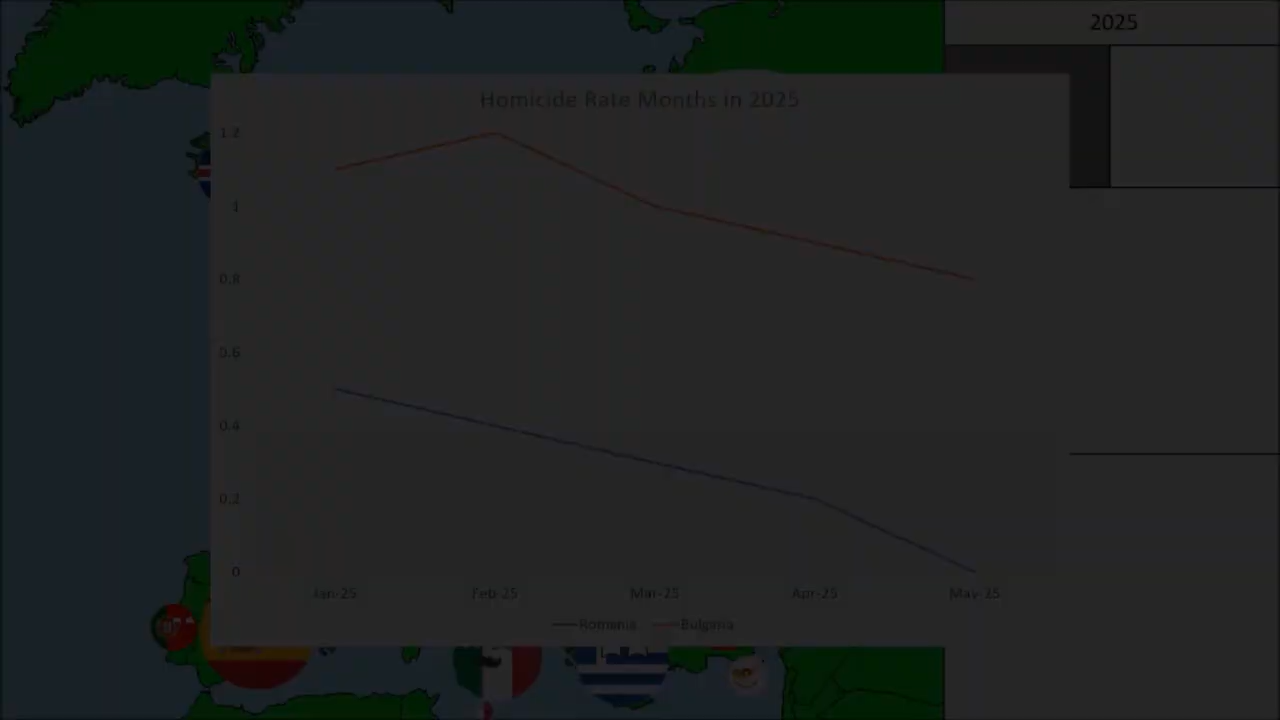 2025
Homicide Rate Months in 2025
1.2
1
0.8
0.6
0.4
0.2
0
Jan-25 Feb-25 Mar-25 Apr-25 May-25
Romania Bulgaria